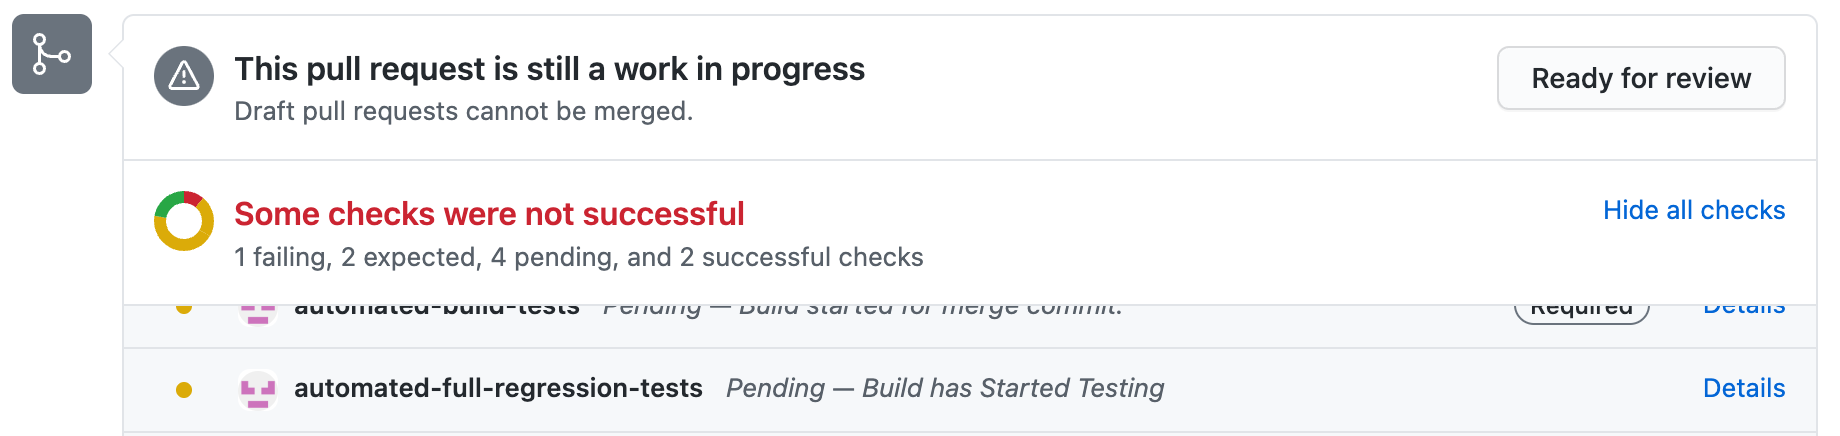 This pull request is still a work in progress
Ready for review
Draft pull requests cannot be merged.
Some checks were not successful
Hide all checks
1 failing, 2 expected, 4 pending, and 2 successful checks
automated-build-tests Pending — Build started for merge commit. Required Details
automated-full-regression-tests Pending — Build has Started Testing Details